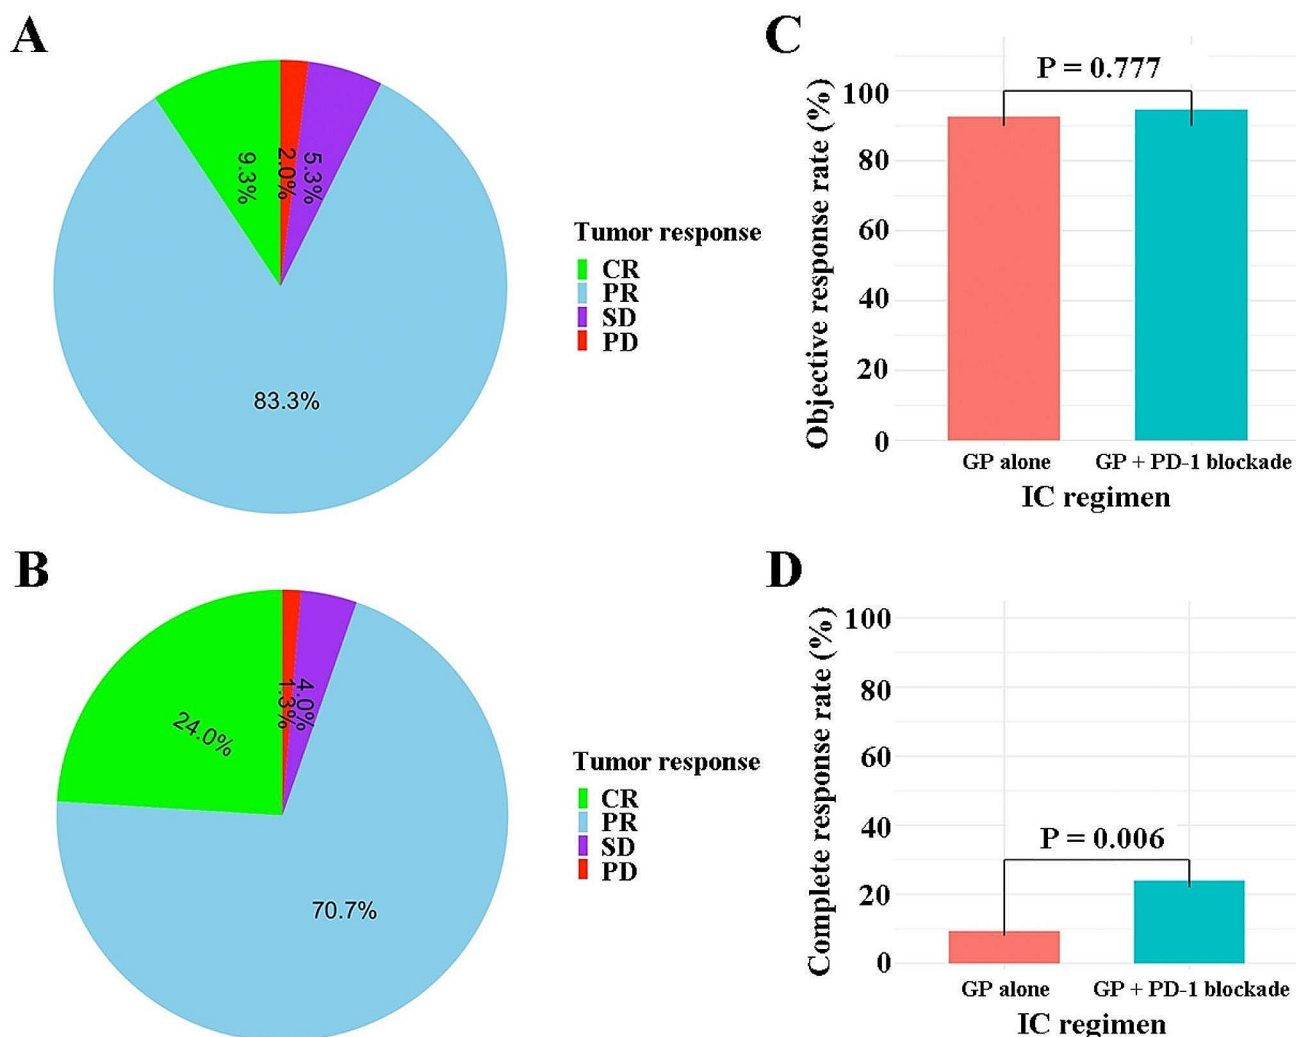 A
9.3%
2.0%
5.3%
83.3%
Tumor response
CR
PR
SD
PD
C
Objective response rate (%)
P = 0.777
100
80
60
40
20
0
GP alone
GP + PD-1 blockade
IC regimen
B
24.0%
1.3%
4.0%
70.7%
Tumor response
CR
PR
SD
PD
D
Complete response rate (%)
P = 0.006
100
80
60
40
20
0
GP alone
GP + PD-1 blockade
IC regimen